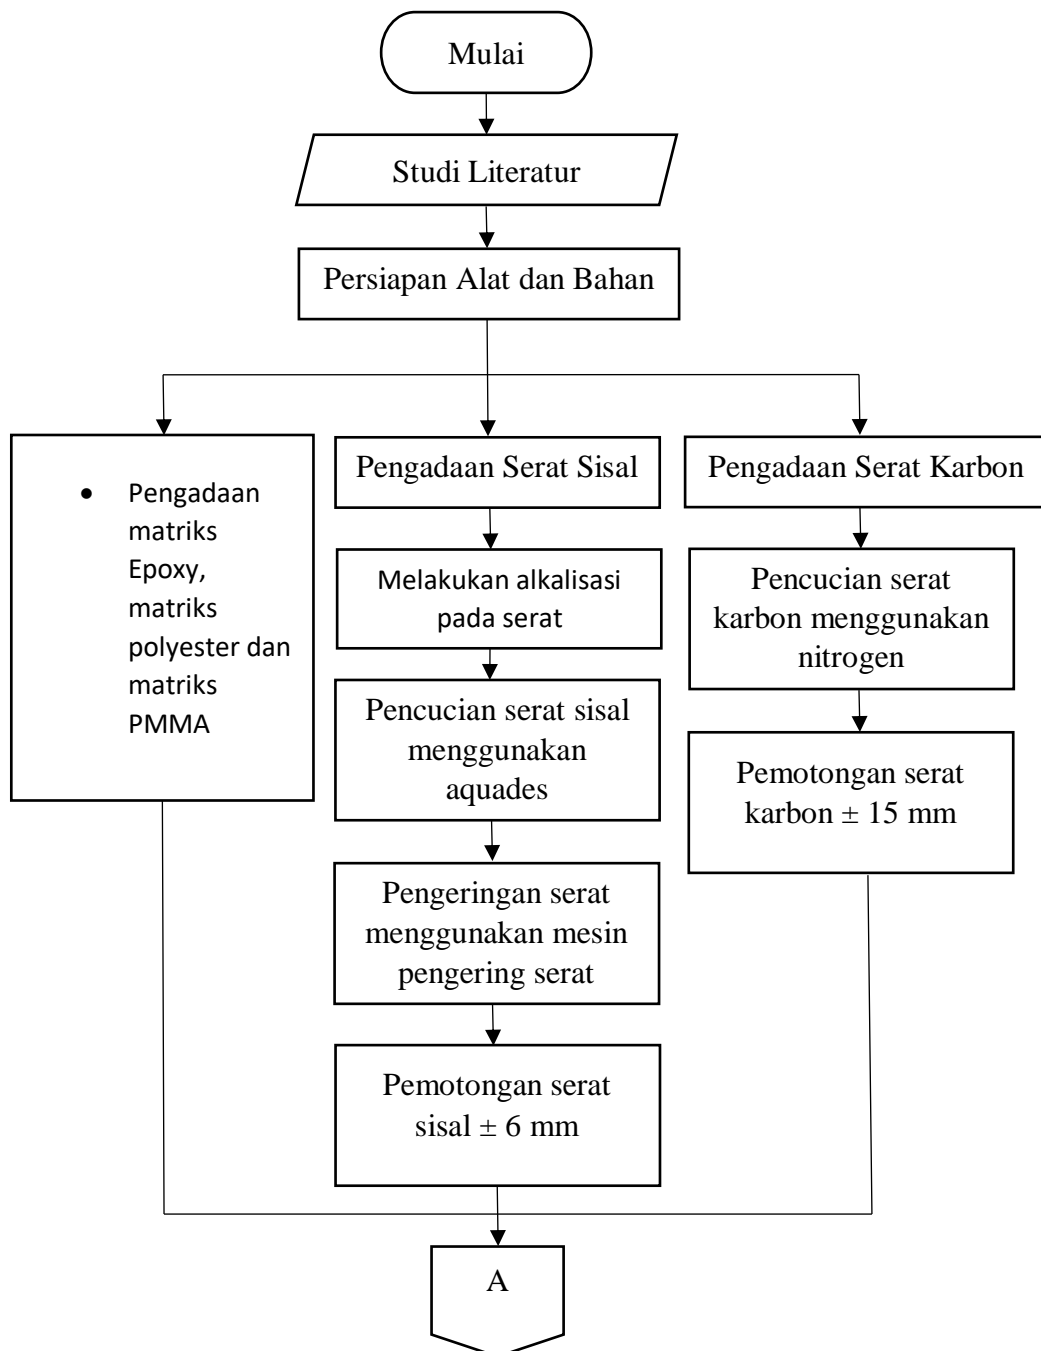 Mulai
Studi Literatur
Persiapan Alat dan Bahan
• Pengadaan
matriks
Epoxy,
matriks
polyester dan
matriks
PMMA
Pengadaan Serat Sisal
Melakukan alkalisasi
pada serat
Pencucian serat sisal
menggunakan
aquades
Pengeringan serat
menggunakan mesin
pengering serat
Pemotongan serat
sisal ± 6 mm
Pengadaan Serat Karbon
Pencucian serat
karbon menggunakan
nitrogen
Pemotongan serat
karbon ± 15 mm
A